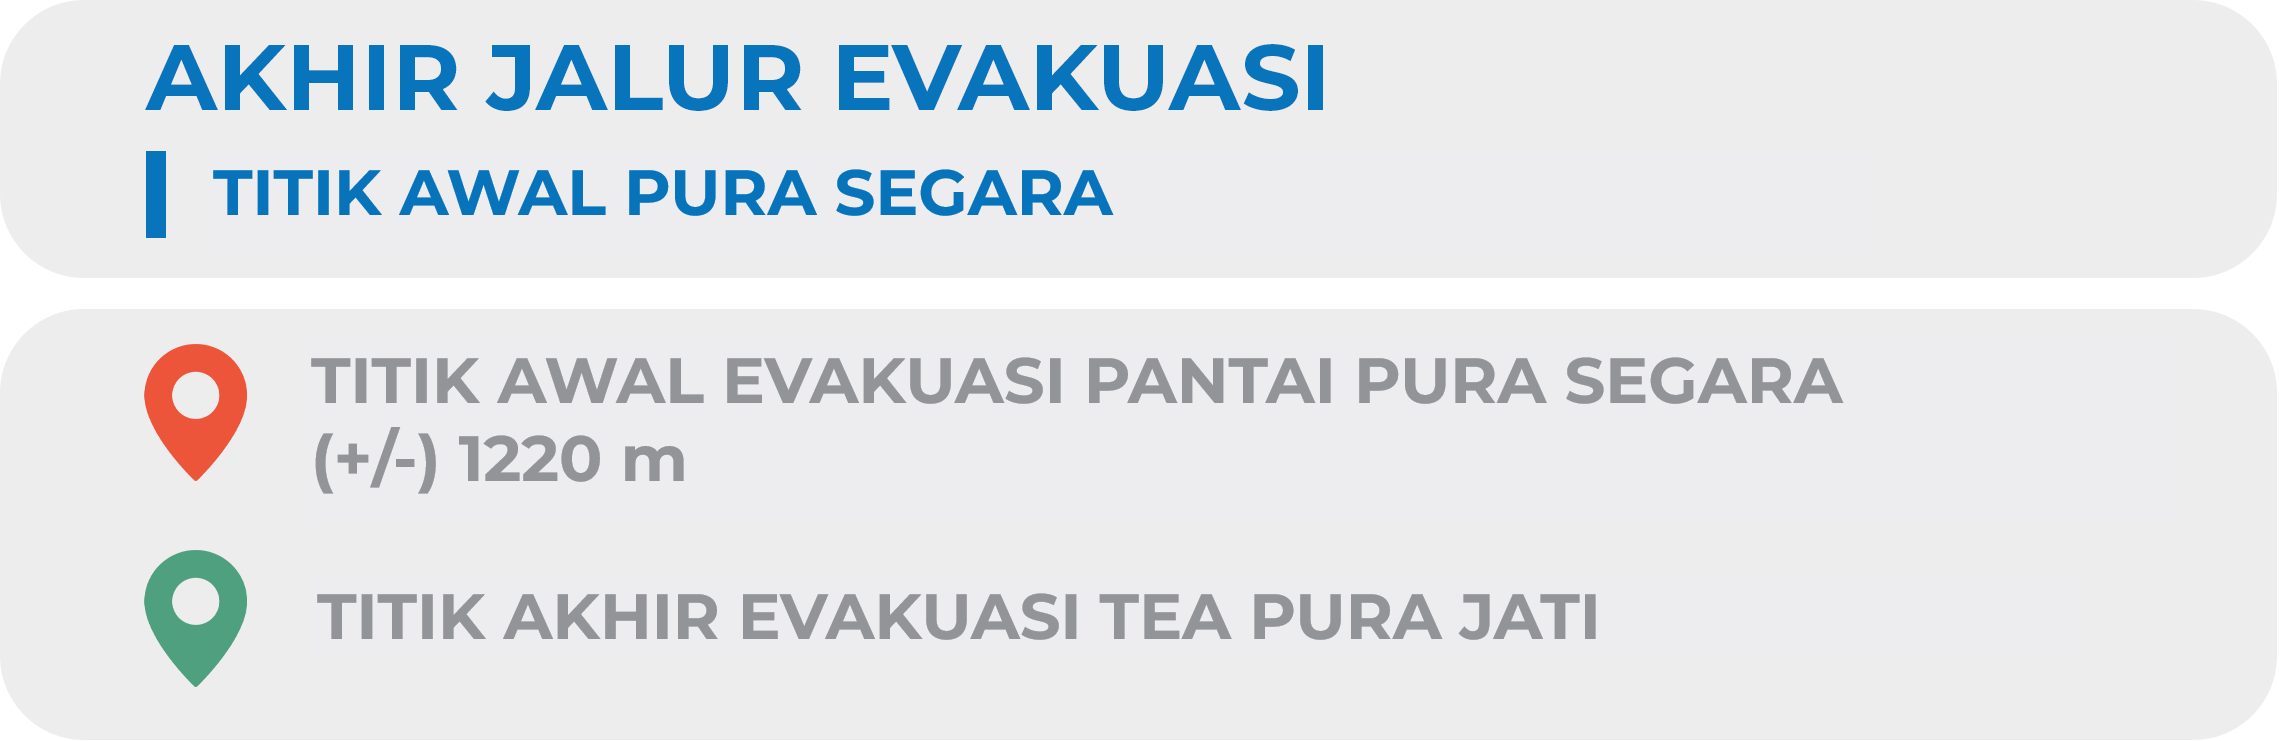 AKHIR JALUR EVAKUASI
TITIK AWAL PURA SEGARA
TITIK AWAL EVAKUASI PANTAI PURA SEGARA
(+/-) 1220 m
TITIK AKHIR EVAKUASI TEA PURA JATI